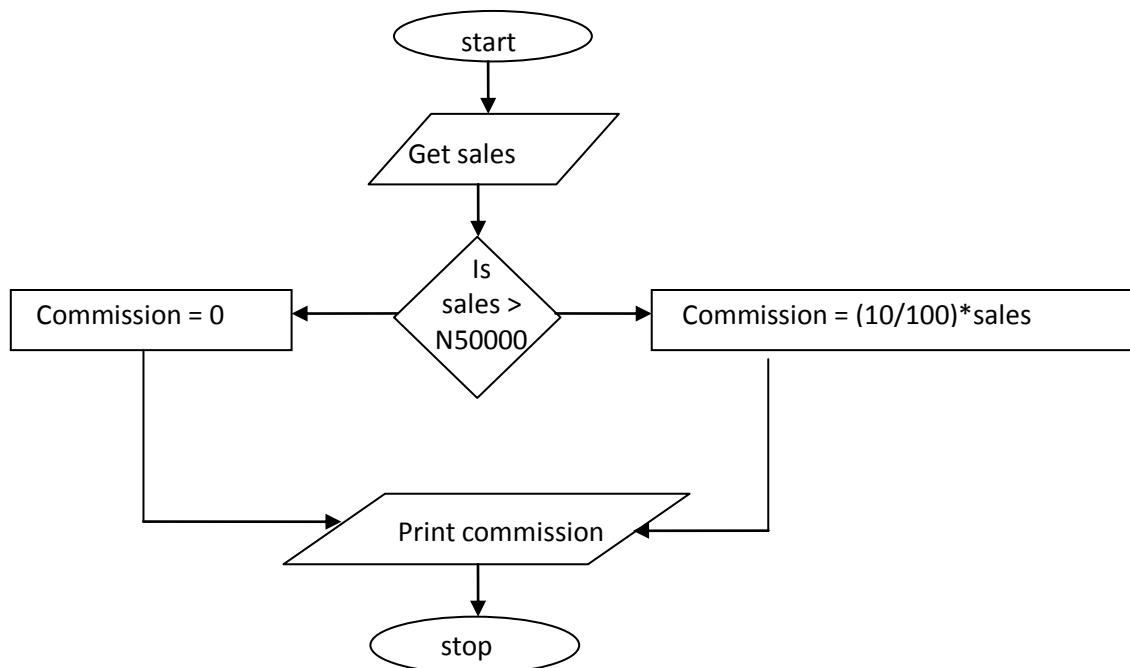 start
Get sales
Is
sales >
N50000
Commission = 0
Commission = (10/100)*sales
Print commission
stop